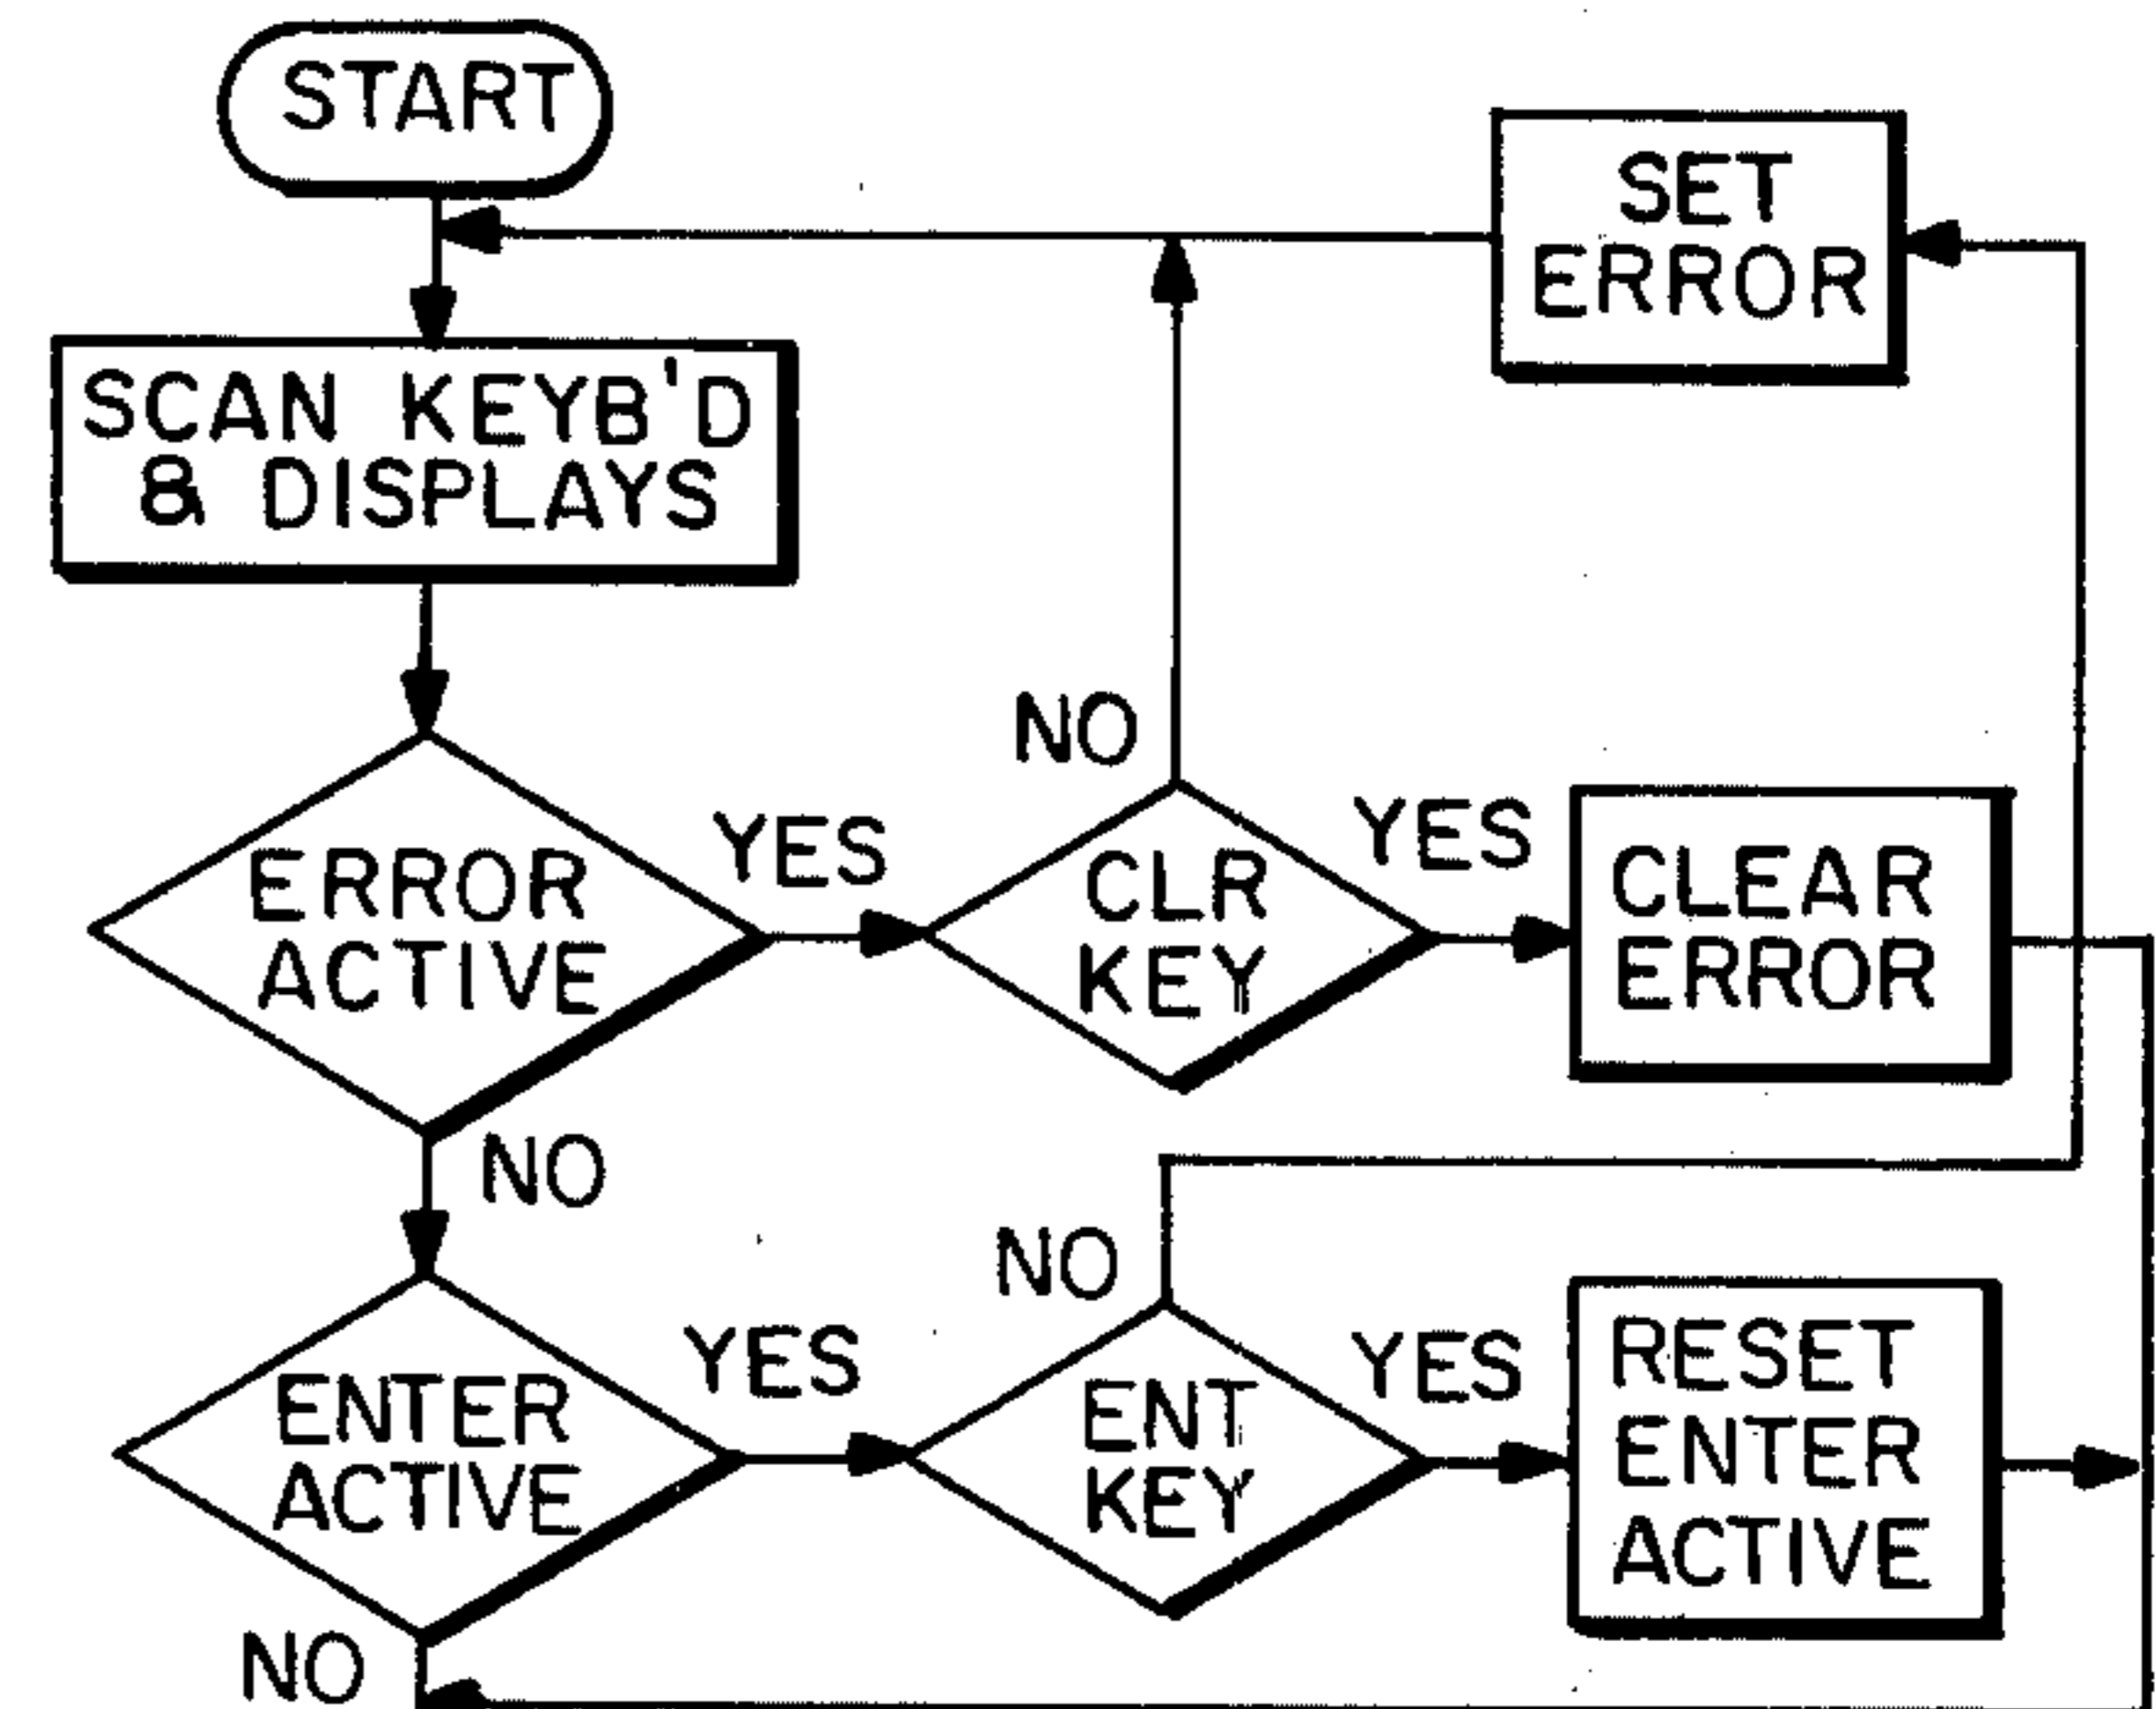 START
SET
ERROR
SCAN KEYB'D
& DISPLAYS
NO
YES
YES
ERROR
ACTIVE
CLR
KEY
CLEAR
ERROR
NO
NO
YES
YES
ENTER
ACTIVE
ENT
KEY
RESET
ENTER
ACTIVE
NO